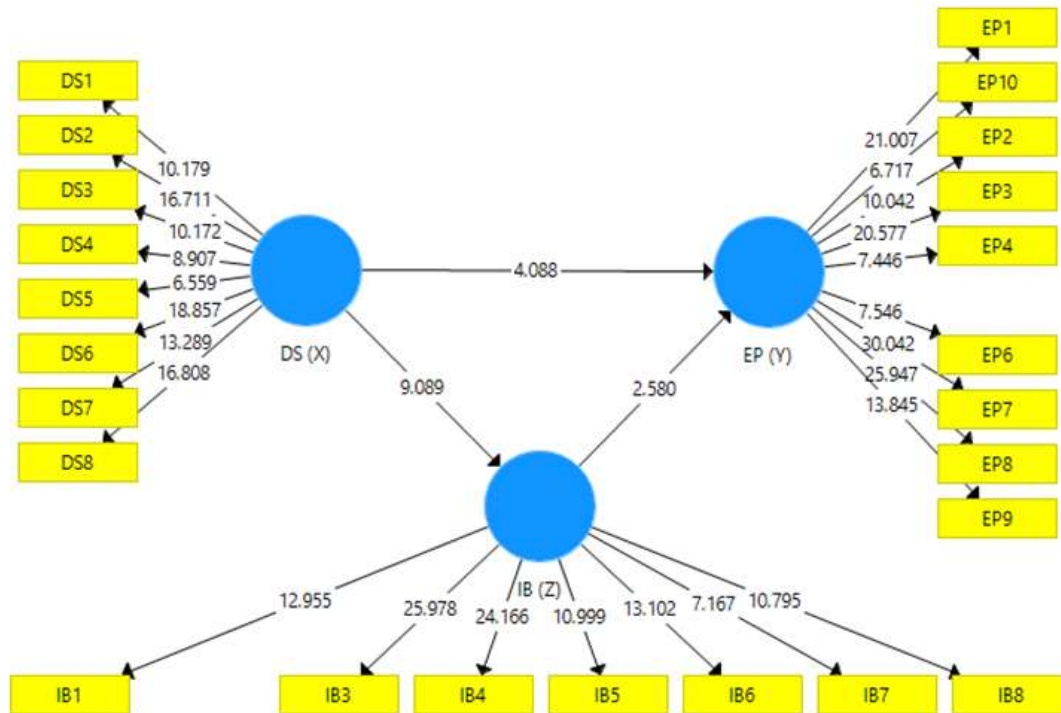 DS1
DS2
DS3
DS4
DS5
DS6
DS7
DS8
10.179
16.711
10.172
8.907
6.559
18.857
13.289
16.808
DS (X)
4.088
9.089
2.580
EP (Y)
21.007
6.717
10.042
20.577
7.446
7.546
30.042
25.947
13.845
EP1
EP10
EP2
EP3
EP4
EP6
EP7
EP8
EP9
IB (Z)
12.955
25.978
24.166
10.999
13.102
7.167
10.795
IB1
IB3
IB4
IB5
IB6
IB7
IB8